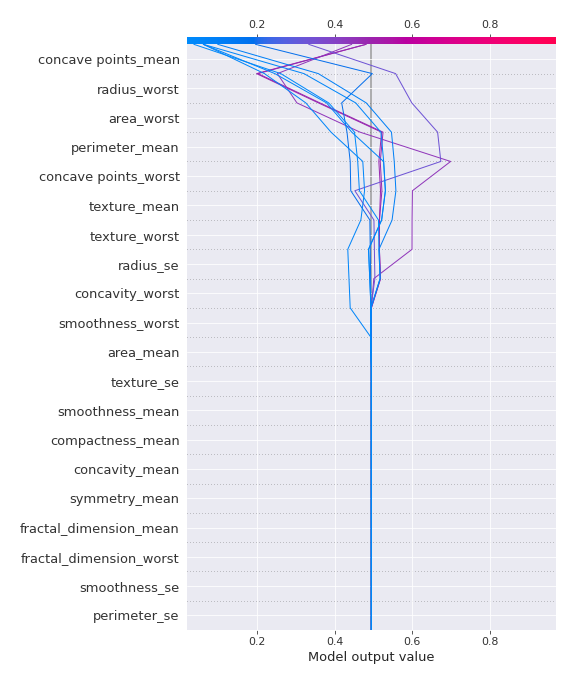 0.2 0.4 0.6 0.8
concave points_mean
radius_worst
area_worst
perimeter_mean
concave points_worst
texture_mean
texture_worst
radius_se
concavity_worst
smoothness_worst
area_mean
texture_se
smoothness_mean
compactness_mean
concavity_mean
symmetry_mean
fractal_dimension_mean
fractal_dimension_worst
smoothness_se
perimeter_se
0.2 0.4 0.6 0.8
Model output value